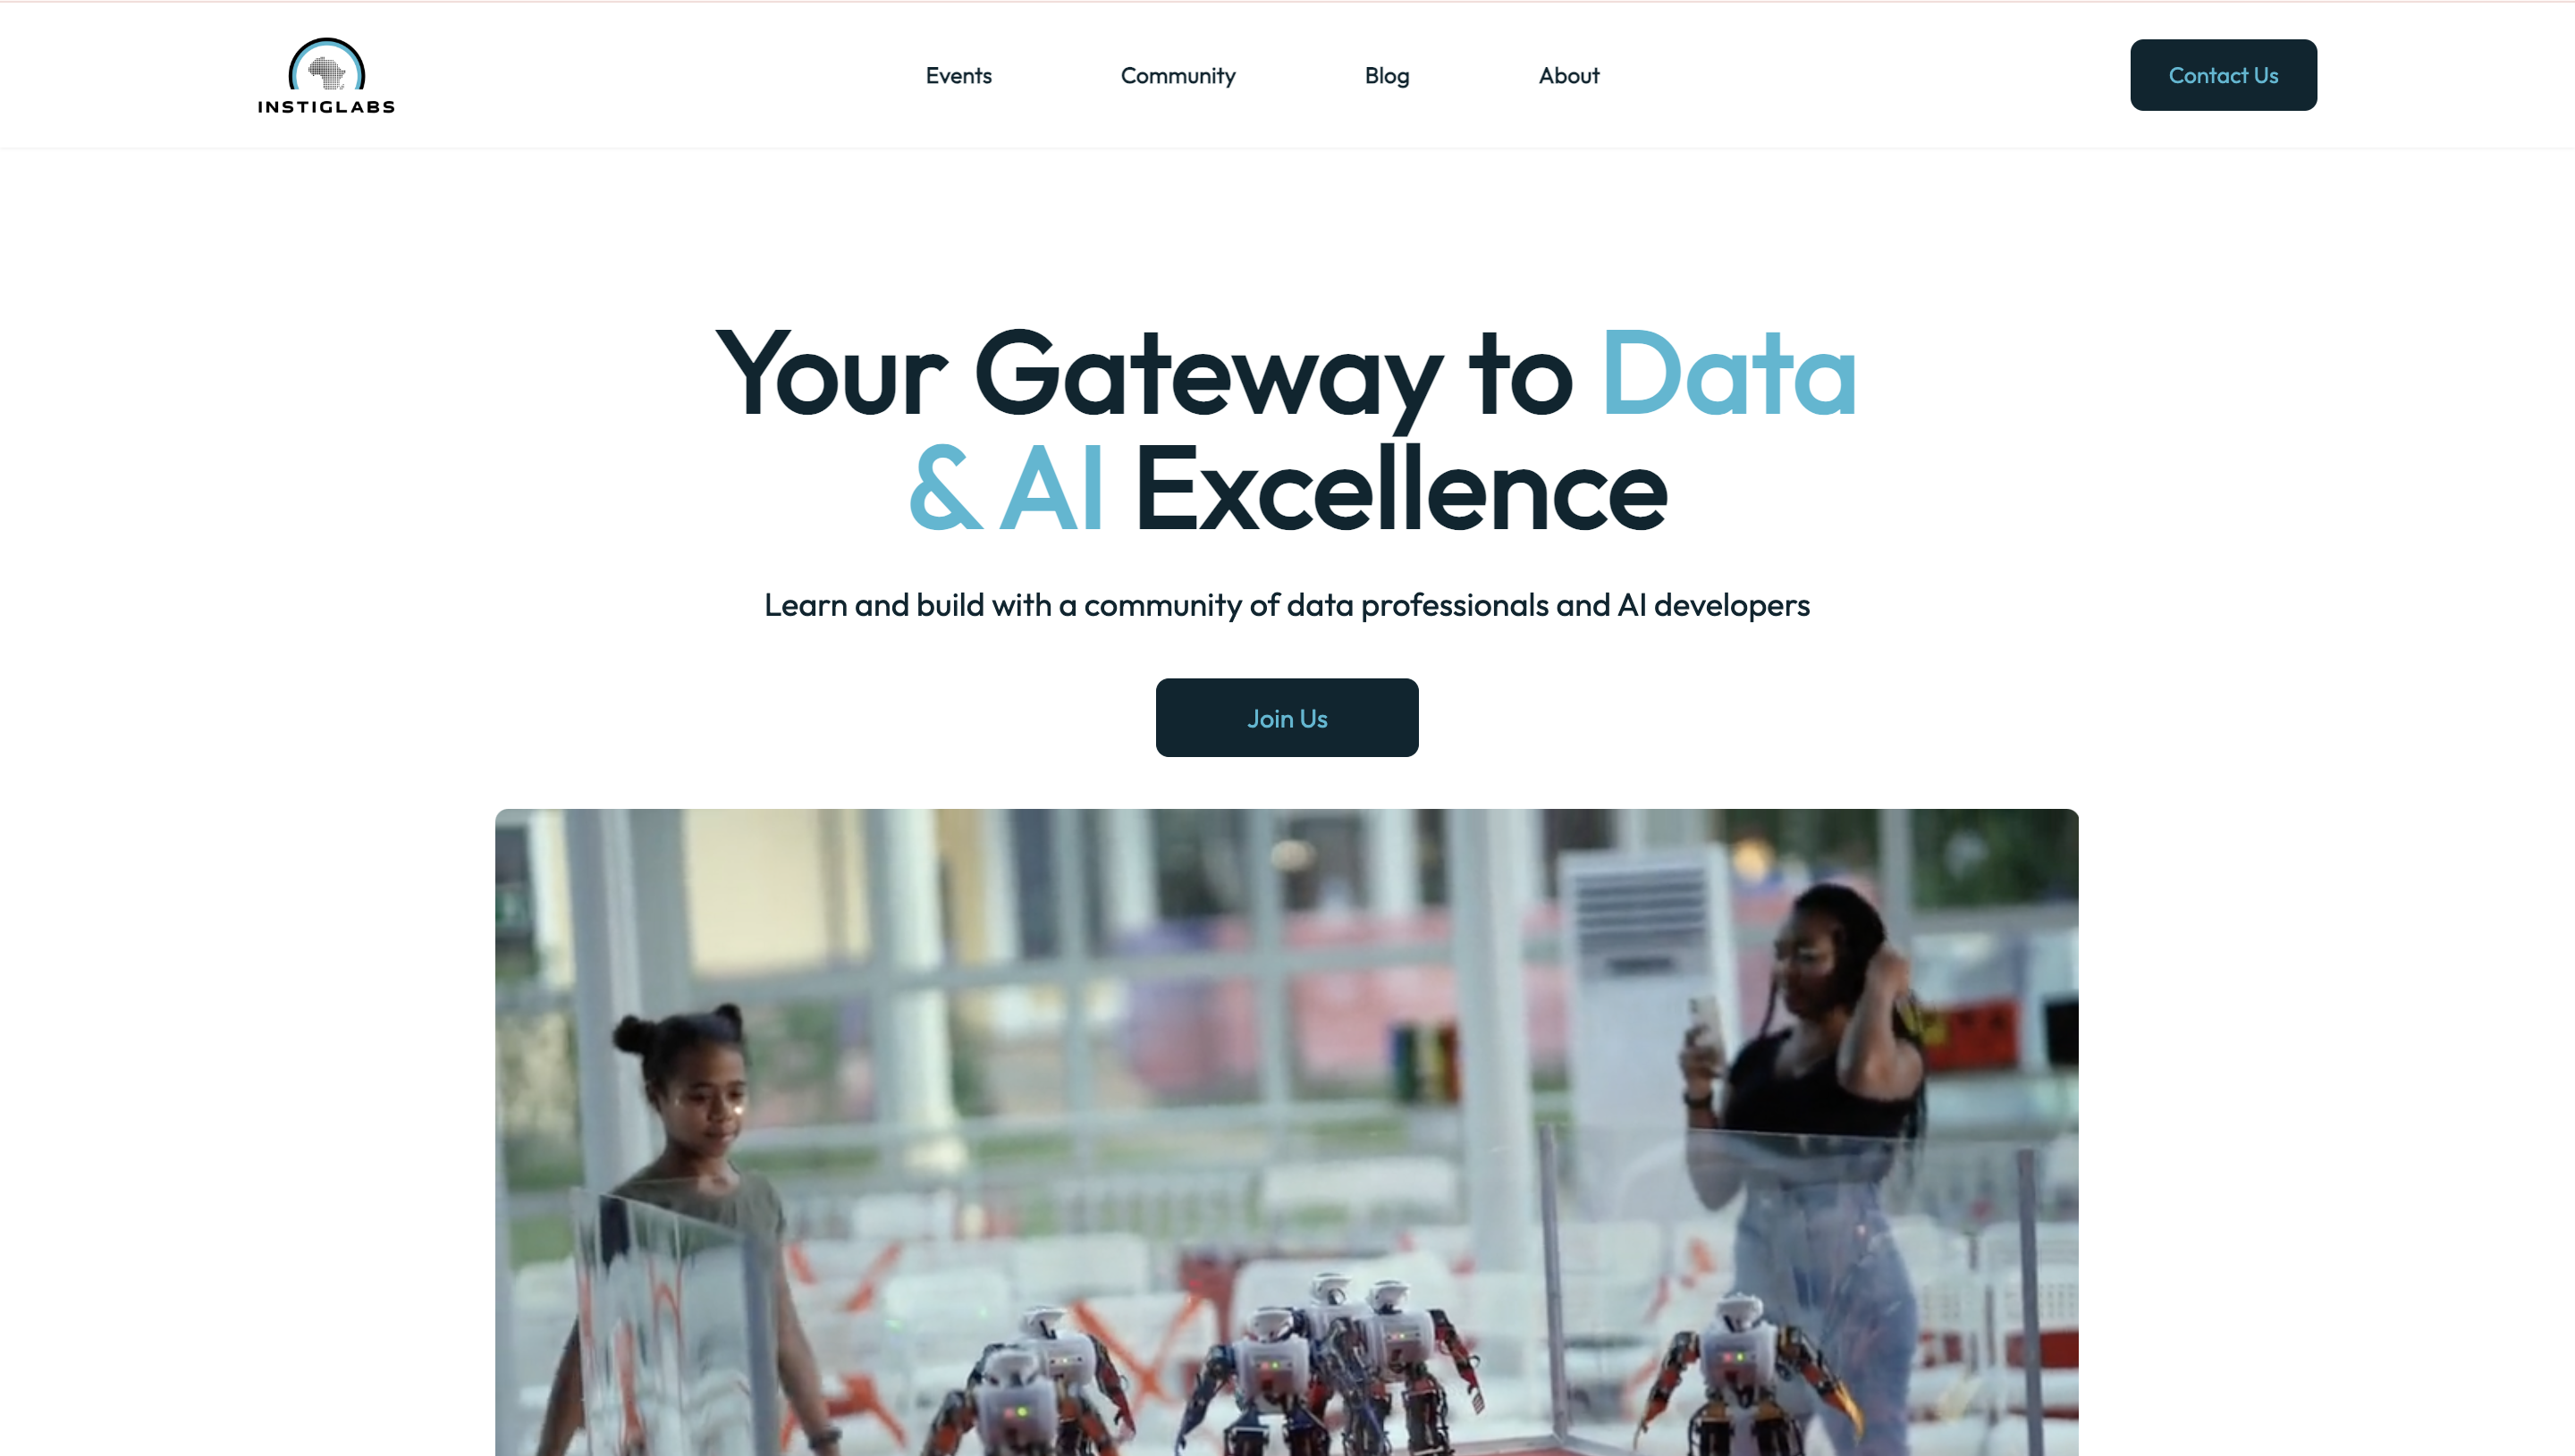 INSTIGLABS
Events
Community
Blog
About
Contact Us
Your Gateway to Data
& AI Excellence
Learn and build with a community of data professionals and AI developers
Join Us